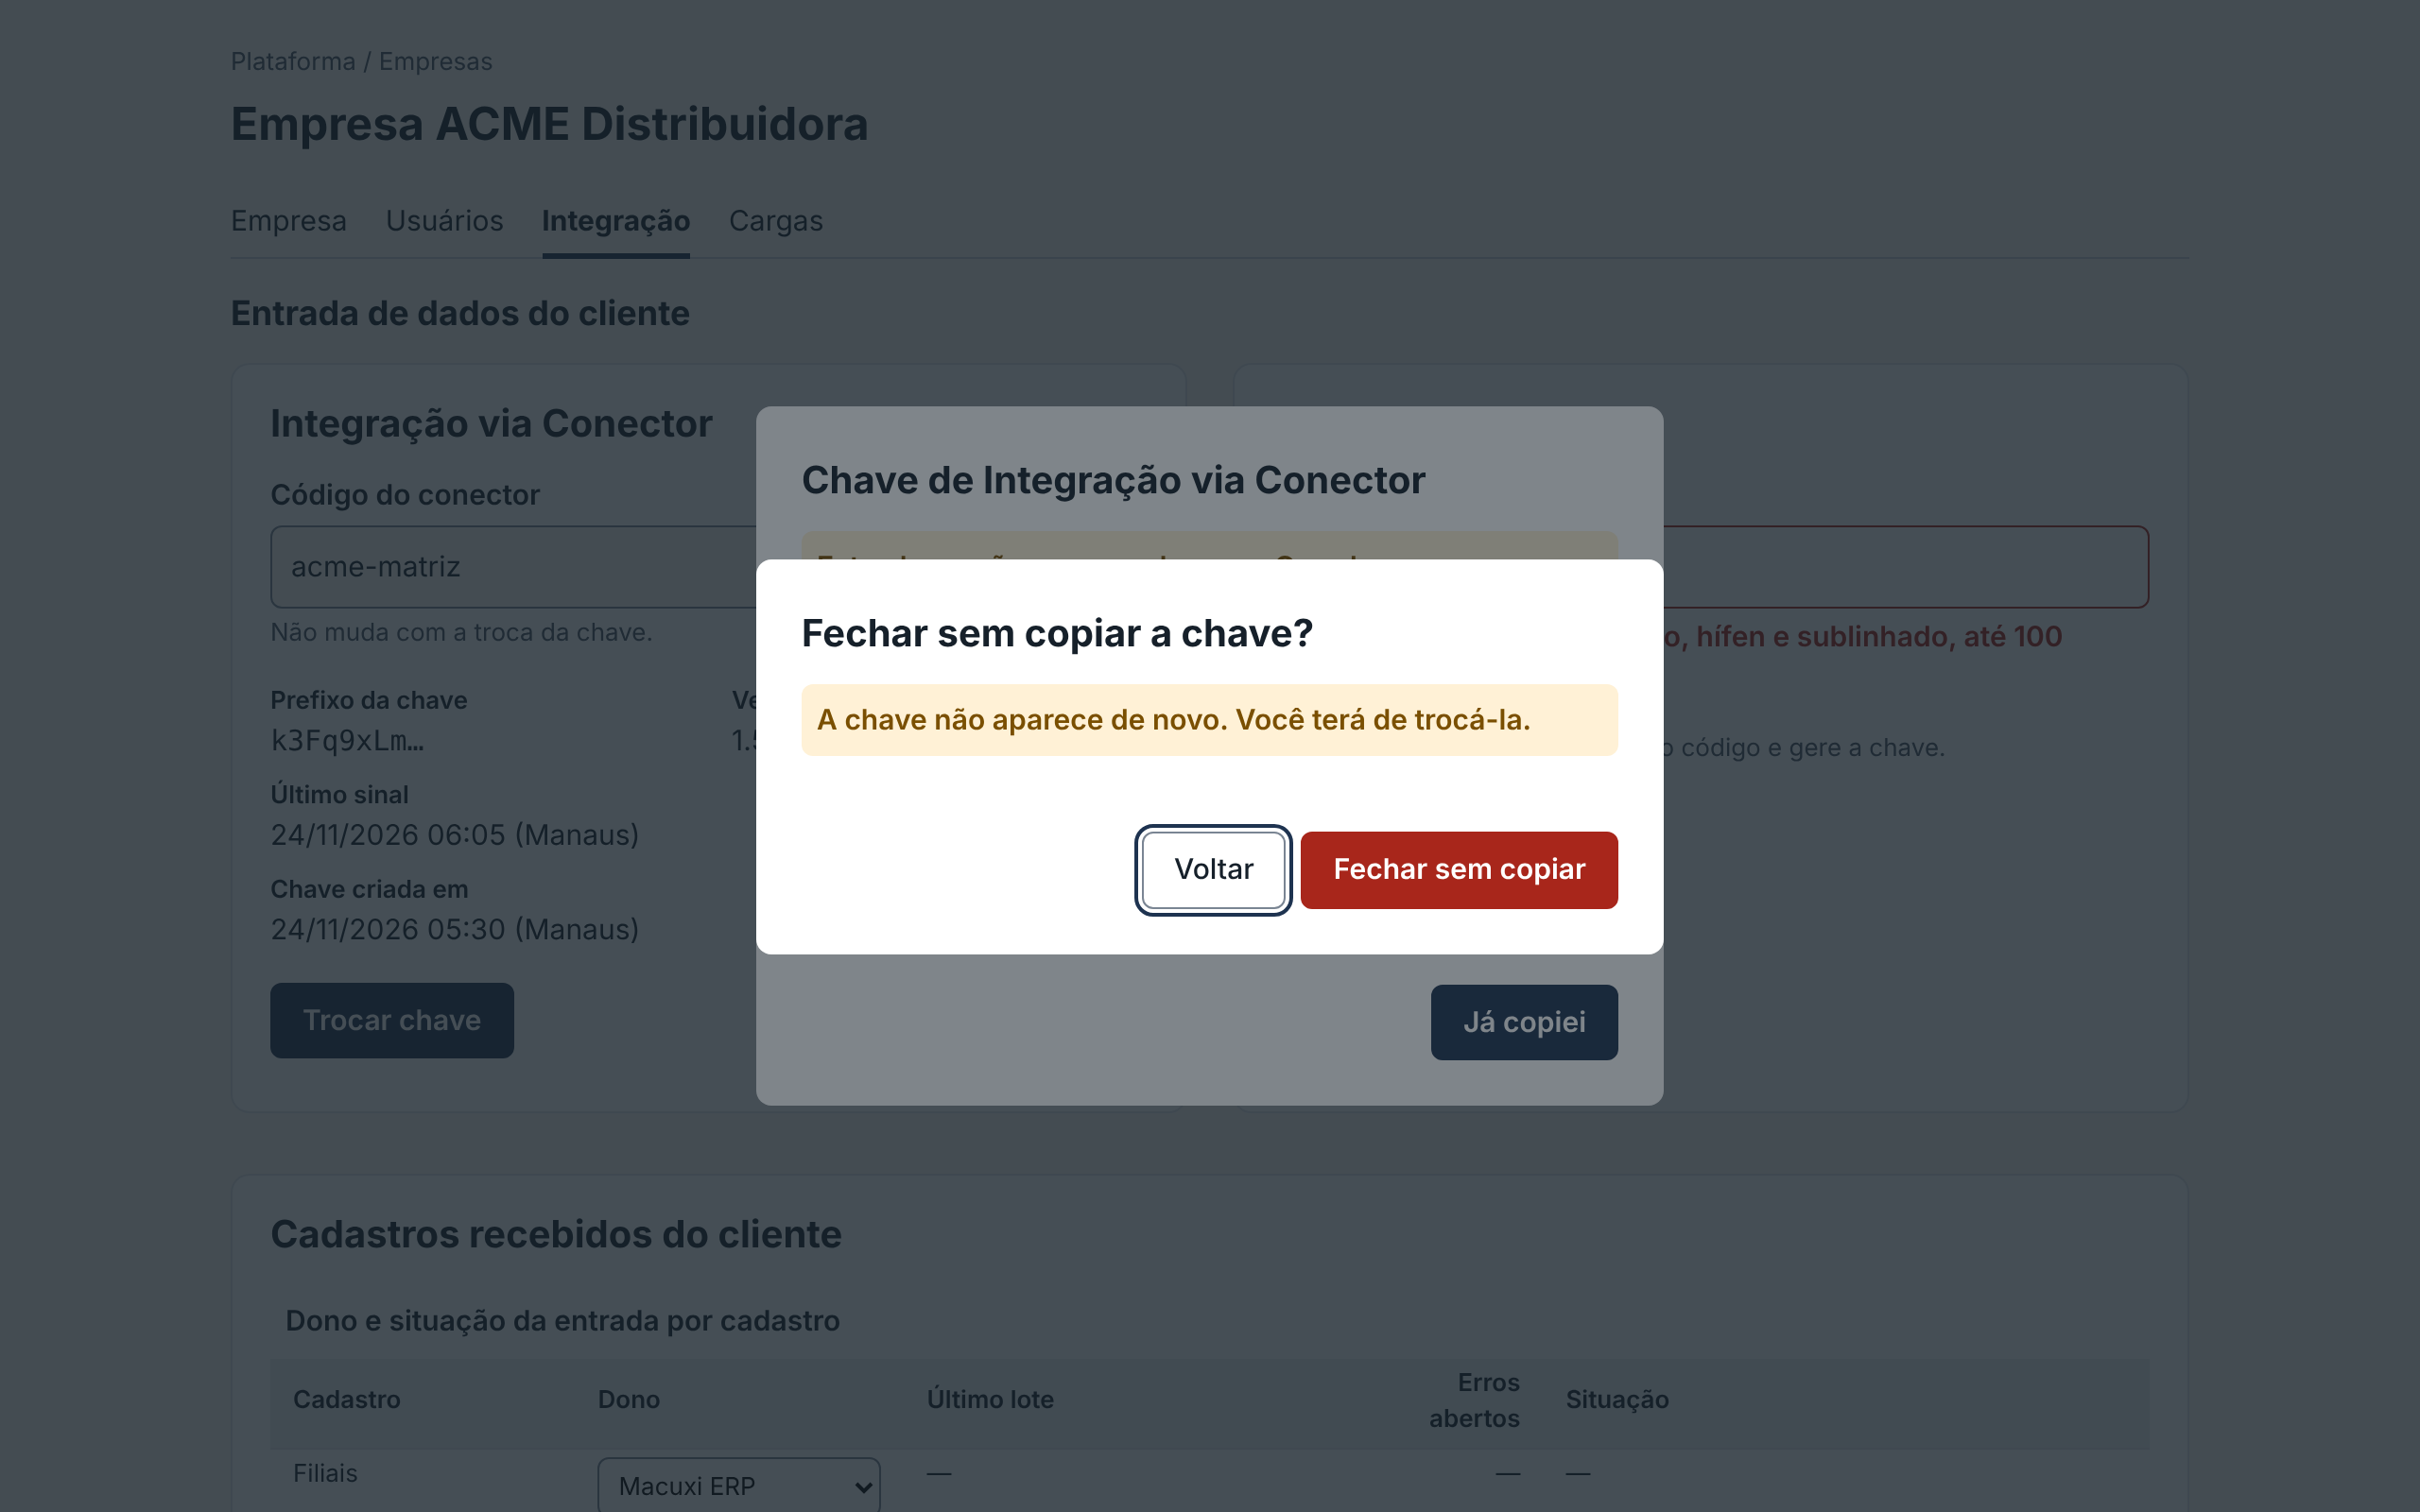 Plataforma / Empresas
Empresa ACME Distribuidora
Empresa Usuários Integração Cargas
Entrada de dados do cliente
Integração via Conector
Código do conector
acme-matriz
Não muda com a troca da chave.
Prefixo da chave
k3Fq9xLm…
Último sinal
24/11/2026 06:05 (Manaus)
Chave criada em
24/11/2026 05:30 (Manaus)
Trocar chave
Chave de Integração via Conector
Fechar sem copiar a chave?
A chave não aparece de novo. Você terá de trocá-la.
Voltar Fechar sem copiar
Já copiei
hífen e sublinhado, até 100
código e gere a chave.
Cadastros recebidos do cliente
Dono e situação da entrada por cadastro
Cadastro Dono Último lote Erros abertos Situação
Filiais Macuxi ERP — — —